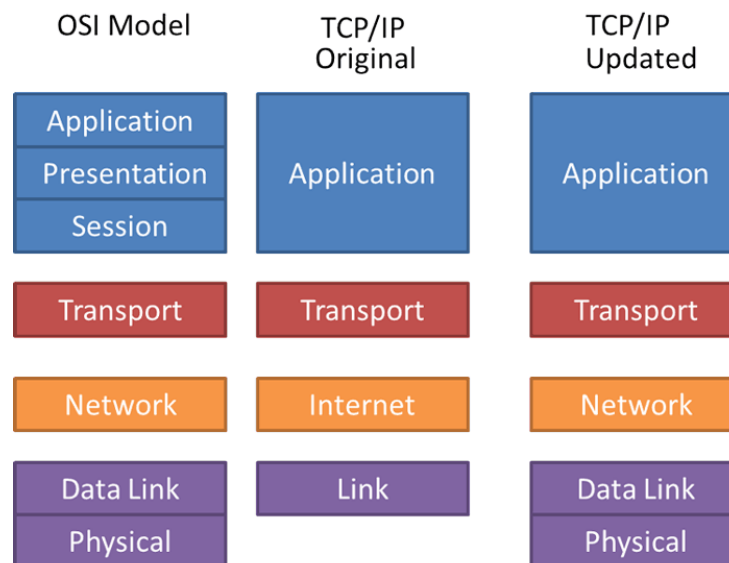 OSI Model
TCP/IP
Original
TCP/IP
Updated
Application
Presentation
Session
Application
Application
Transport
Transport
Transport
Network
Internet
Network
Data Link
Physical
Link
Data Link
Physical